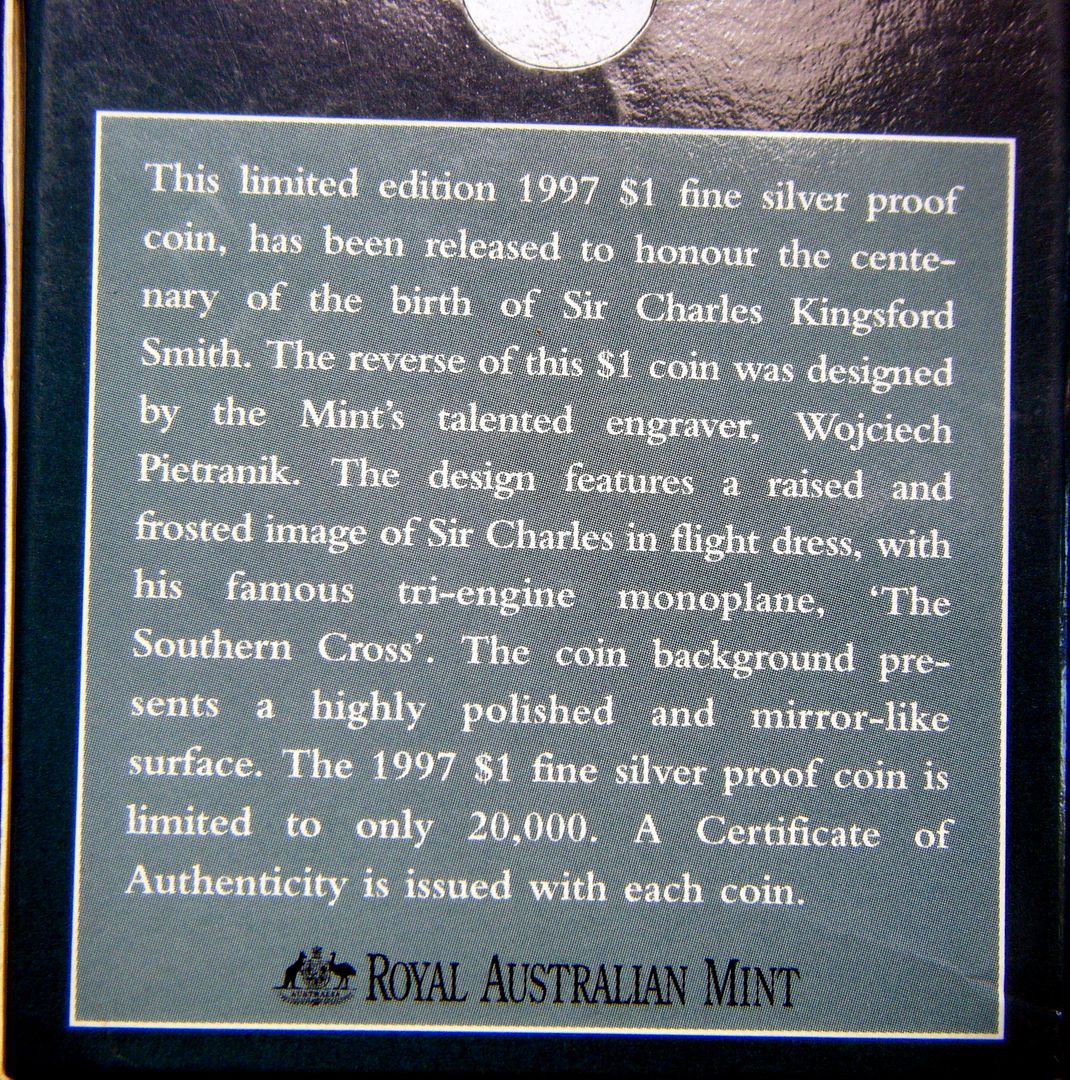 This limited edition 1997 $1 fine silver proof
coin, has been released to honour the cente-
nary of the birth of Sir Charles Kingsford
Smith. The reverse of this $1 coin was designed
by the Mint's talented engraver, Wojciech
Pietranik. The design features a raised and
frosted image of Sir Charles in flight dress, with
his famous tri-engine monoplane, 'The
Southern Cross'. The coin background pre-
sents a highly polished and mirror-like
surface. The 1997 $1 fine silver proof coin is
limited to only 20,000. A Certificate of
Authenticity is issued with each coin.
AUSTRALIA
ROYAL AUSTRALIAN MINT